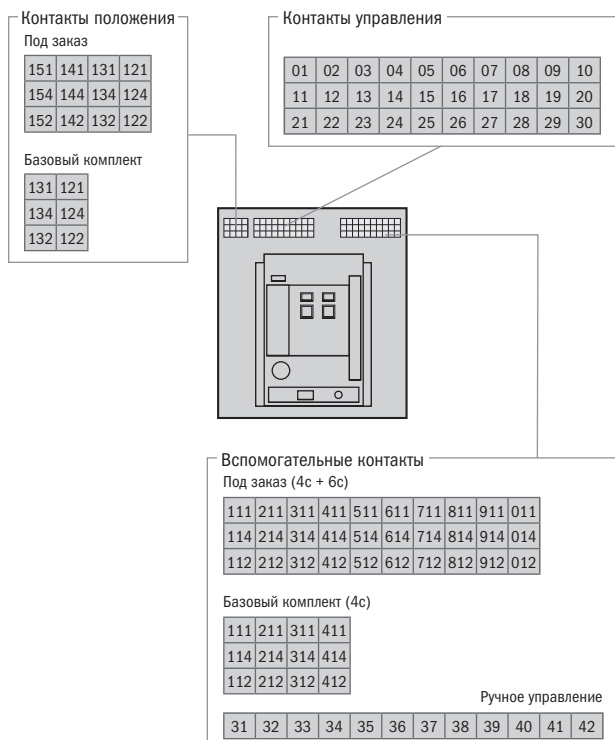 Контакты положения
Под заказ
151 141 131 121
154 144 134 124
152 142 132 122
Базовый комплект
131 121
134 124
132 122
Контакты управления
01 02 03 04 05 06 07 08 09 10
11 12 13 14 15 16 17 18 19 20
21 22 23 24 25 26 27 28 29 30
Вспомогательные контакты
Под заказ (4с + 6с)
111 211 311 411 511 611 711 811 911 011
114 214 314 414 514 614 714 814 914 014
112 212 312 412 512 612 712 812 912 012
Базовый комплект (4с)
111 211 311 411
114 214 314 414
112 212 312 412
Ручное управление
31 32 33 34 35 36 37 38 39 40 41 42